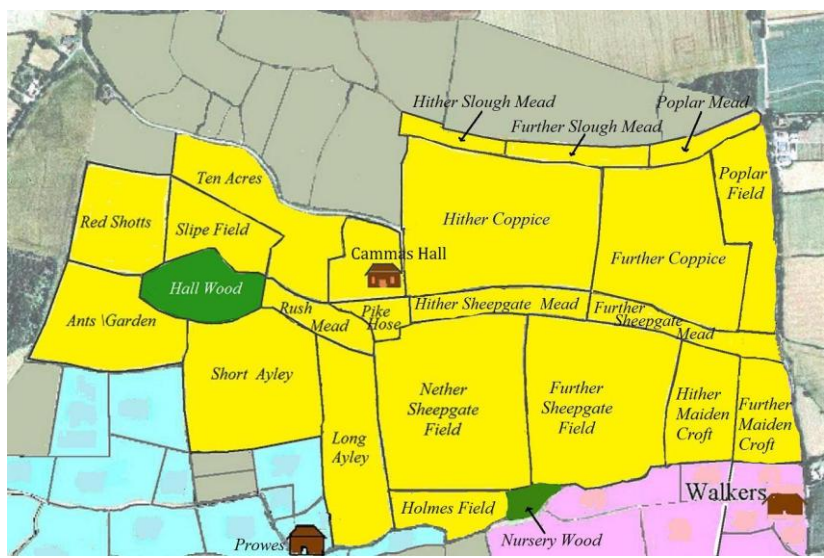 Hither Slough Mead
Poplar Mead
Further Slough Mead
Ten Acres
Poplar
Field
Red Shotts
Slipe Field
Hither Coppice
Cammas Hall
Further Coppice
Hall Wood
Rush
Mead
Pike
Hose
Hither Sheepgate Mead
Further
Sheepgate
Mead
Ants \Garden
Short Ayley
Nether
Sheepgate
Field
Further
Sheepgate
Field
Hither
Maiden
Croft
Further
Maiden
Croft
Long
Ayley
Holmes Field
Walkers
Prowes
Nursery Wood